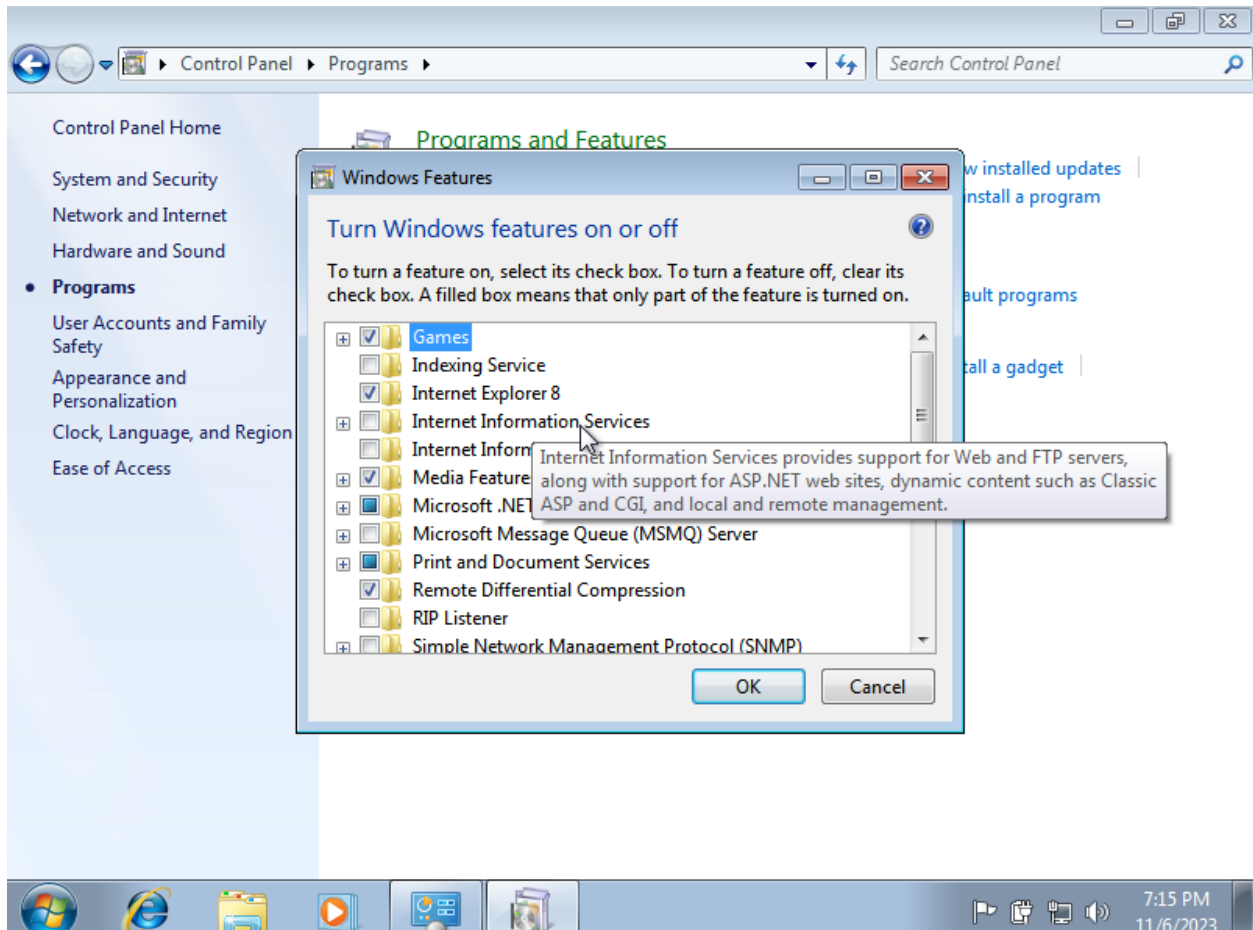 Control Panel
Programs
Search Control Panel
Control Panel Home
System and Security
Network and Internet
Hardware and Sound
Programs
User Accounts and Family
Safety
Appearance and
Personalization
Clock, Language, and Region
Ease of Access
Programs and Features
w installed updates
install a program
ault programs
tall a gadget
Windows Features
Turn Windows features on or off
To turn a feature on, select its check box. To turn a feature off, clear its
check box. A filled box means that only part of the feature is turned on.
Games
Indexing Service
Internet Explorer 8
Internet Information Services
Internet Inform
Media Feature
Microsoft .NET
Microsoft Message Queue (MSMQ) Server
Print and Document Services
Remote Differential Compression
RIP Listener
Simple Network Management Protocol (SNMP)
Internet Information Services provides support for Web and FTP servers,
along with support for ASP.NET web sites, dynamic content such as Classic
ASP and CGI, and local and remote management.
OK
Cancel
7:15 PM
11/6/2023